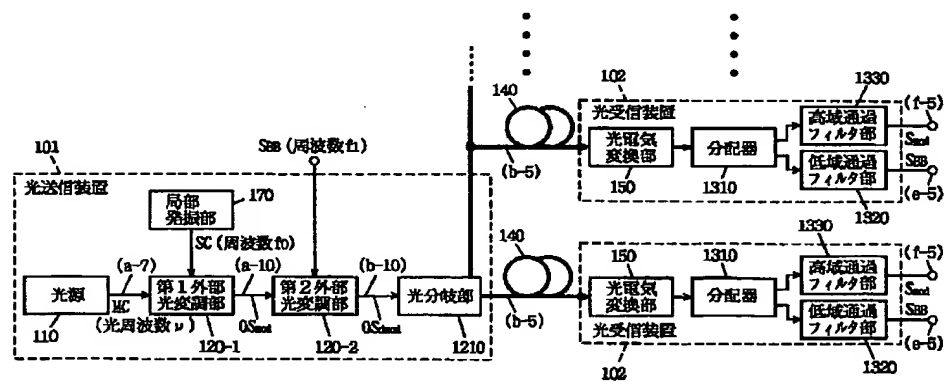 101
光送信装置
局部
発振部
170
SC (周波数f0)
SBB (周波数f1)
光源
110
(a-7)
MC
(光周波数ν)
第1外部
光変調部
120-1
(a-10)
OSmod
第2外部
光変調部
120-2
(b-10)
OSdmod
光分岐部
1210
140
(b-5)
102
光受信装置
光電気
変換部
150
分配器
1310
1330
高域通過
フィルタ部
(f-5)
Smod
低域通過
フィルタ部
SBB
(e-5)
1320
140
(b-5)
150
光電気
変換部
光受信装置
102
1310
分配器
1330
高域通過
フィルタ部
(f-5)
Smod
低域通過
フィルタ部
SBB
(e-5)
1320